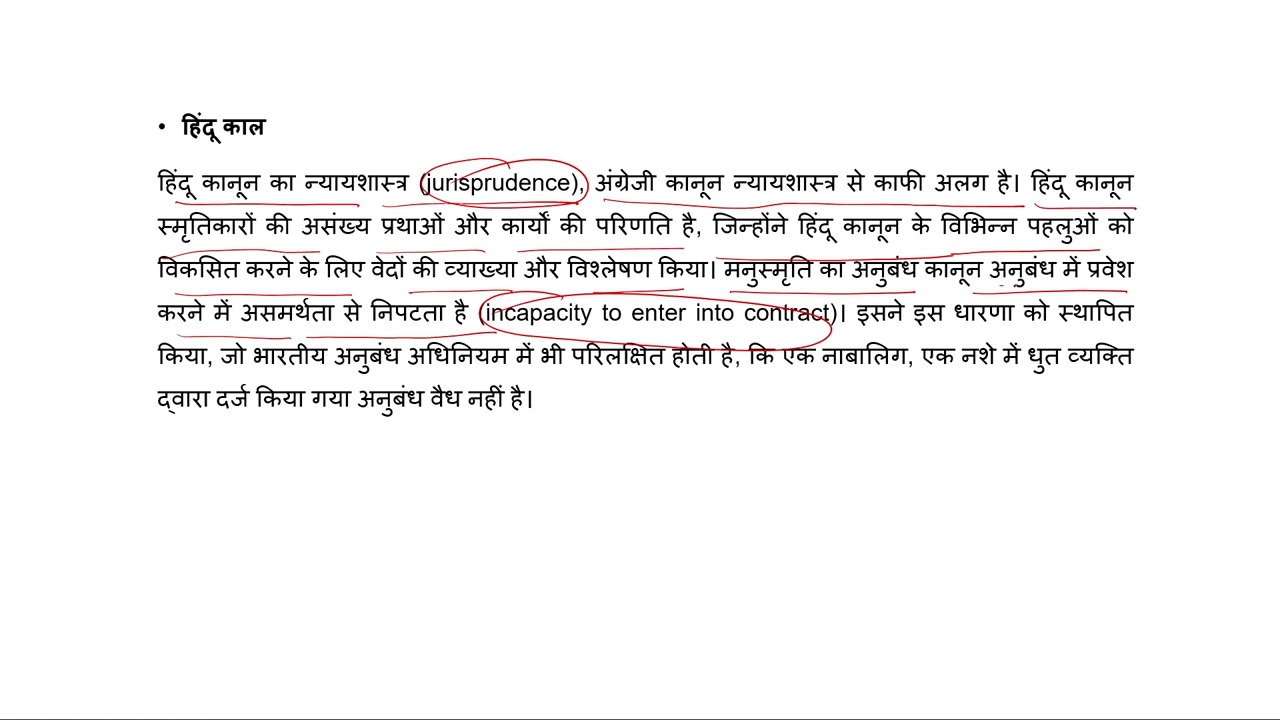 • हिंदू काल
हिंदू कानून का न्यायशास्त्र (jurisprudence), अंग्रेजी कानून न्यायशास्त्र से काफी अलग है। हिंदू कानून
स्मृतिकारों की असंख्य प्रथाओं और कार्यों की परिणति है, जिन्होंने हिंदू कानून के विभिन्न पहलुओं को
विकसित करने के लिए वेदों की व्याख्या और विश्लेषण किया। मनुस्मृति का अनुबंध कानून अनुबंध में प्रवेश
करने में असमर्थता से निपटता है (incapacity to enter into contract)। इसने इस धारणा को स्थापित
किया, जो भारतीय अनुबंध अधिनियम में भी परिलक्षित होती है, कि एक नाबालिग, एक नशे में धुत व्यक्ति
द्वारा दर्ज किया गया अनुबंध वैध नहीं है।